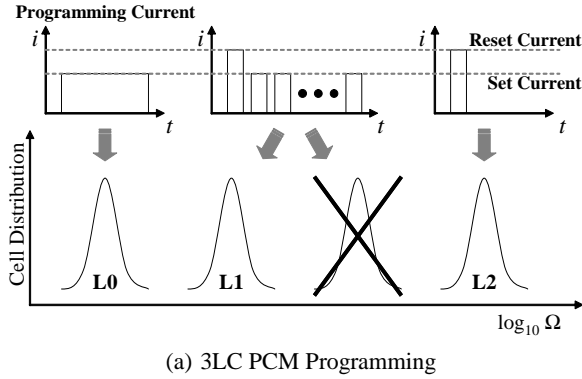 Programming Current
i
i
i
Reset Current
Set Current
t
t
t
Cell Distribution
L0
L1
L2
log10 Ω
(a) 3LC PCM Programming